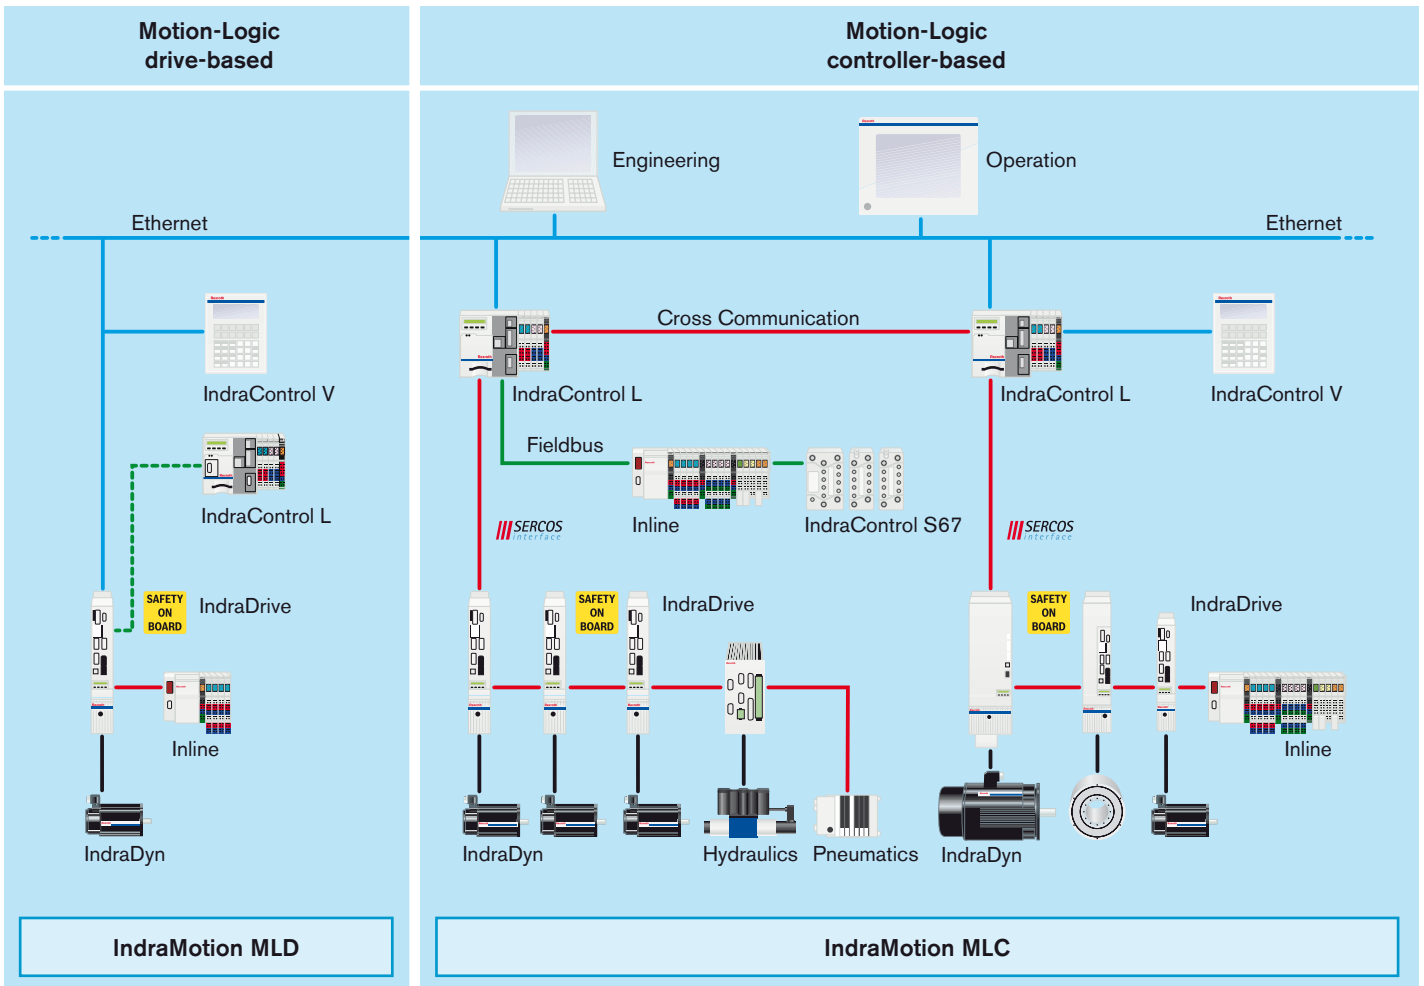 Motion-Logic
drive-based
Motion-Logic
controller-based
Engineering
Operation
Ethernet
Ethernet
Cross Communication
IndraControl V
IndraControl L
IndraControl L
IndraControl V
Fieldbus
IndraControl L
Inline
IndraControl S67
SERCOS
interface
SERCOS
interface
SAFETY
ON
BOARD
IndraDrive
SAFETY
ON
BOARD
IndraDrive
SAFETY
ON
BOARD
IndraDrive
Inline
Inline
IndraDyn
IndraDyn
Hydraulics
Pneumatics
IndraDyn
IndraMotion MLD
IndraMotion MLC